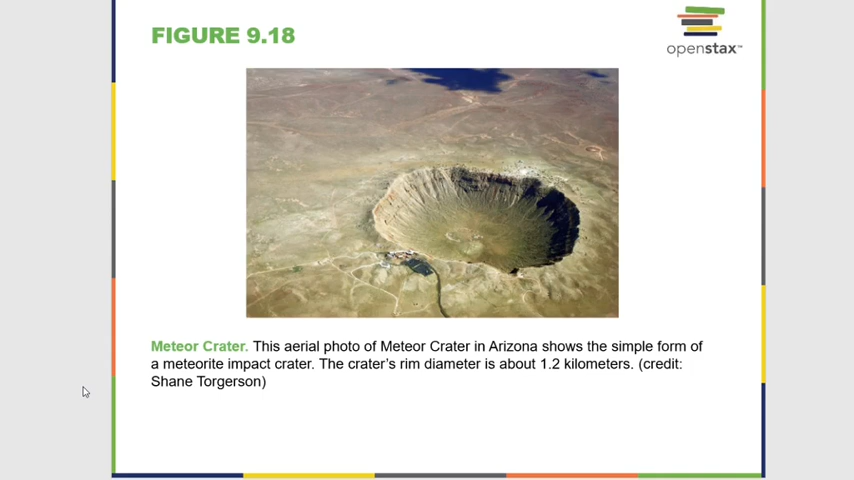 FIGURE 9.18
openstax™
Meteor Crater. This aerial photo of Meteor Crater in Arizona shows the simple form of
a meteorite impact crater. The crater’s rim diameter is about 1.2 kilometers. (credit:
Shane Torgerson)